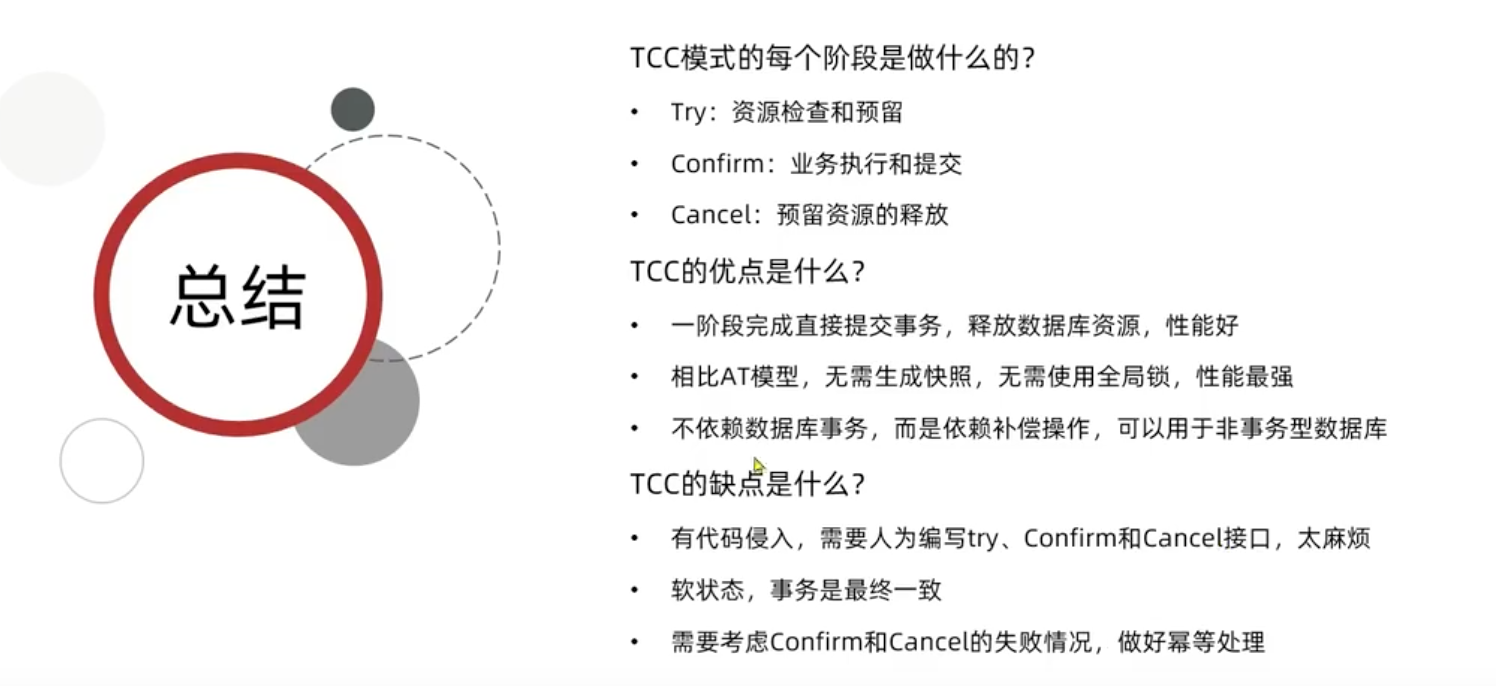 总结
TCC模式的每个阶段是做什么的？
• Try：资源检查和预留
• Confirm：业务执行和提交
• Cancel：预留资源的释放
TCC的优点是什么？
• 一阶段完成直接提交事务，释放数据库资源，性能好
• 相比AT模型，无需生成快照，无需使用全局锁，性能最强
• 不依赖数据库事务，而是依赖补偿操作，可以用于非事务型数据库
TCC的缺点是什么？
• 有代码侵入，需要人为编写try、Confirm和Cancel接口，太麻烦
• 软状态，事务是最终一致
• 需要考虑Confirm和Cancel的失败情况，做好幂等处理